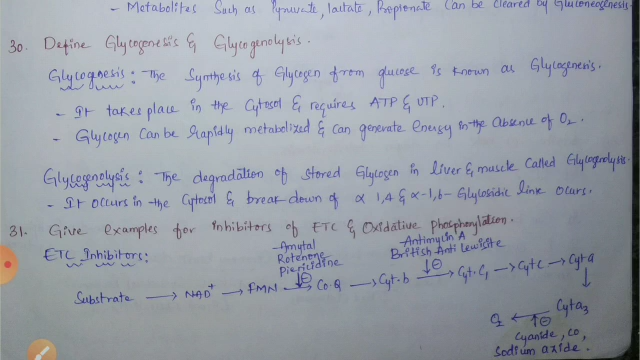 - Metabolites such as Pyruvate, lactate, Propionate can be cleared by Gluconeogenesis.
30. Define Glycogenesis & Glycogenolysis.
Glycogenesis: The synthesis of Glycogen from glucose is known as Glycogenesis.
- It takes place in the Cytosol & requires ATP & UTP.
- Glycogen can be rapidly metabolized & can generate energy in the absence of O2.
Glycogenolysis: The degradation of stored Glycogen in liver & muscle called Glycogenolysis.
- It occurs in the Cytosol & break down of α 1,4 & α-1,6- Glycosidic link occurs.
31. Give examples for inhibitors of ETC & Oxidative Phosphorylation.
ETC Inhibitors:
- Amytal
Rotenone
Piericidine
- Antimycin A
British Anti Lewisite
Substrate → NAD+ → FMN → CoQ → Cyt.b → Cyt.C1 → Cyt c → Cyt a
O2 ← Cyt a3
Cyanide, CO,
Sodium azide.